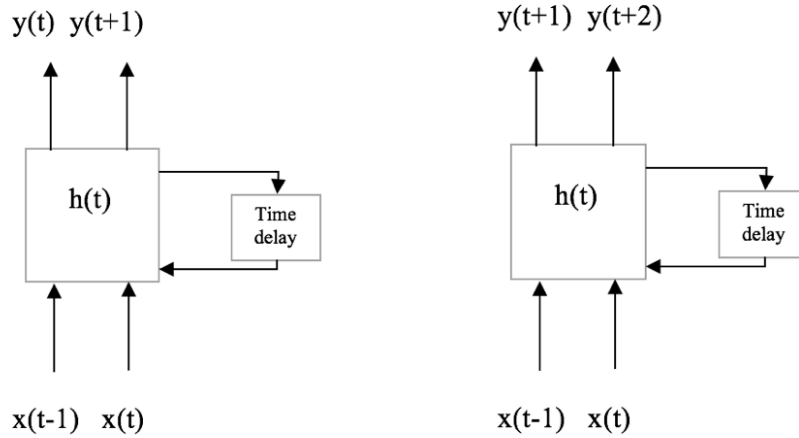 y(t) y(t+1)
h(t)
Time
delay
x(t-1) x(t)
y(t+1) y(t+2)
h(t)
Time
delay
x(t-1) x(t)